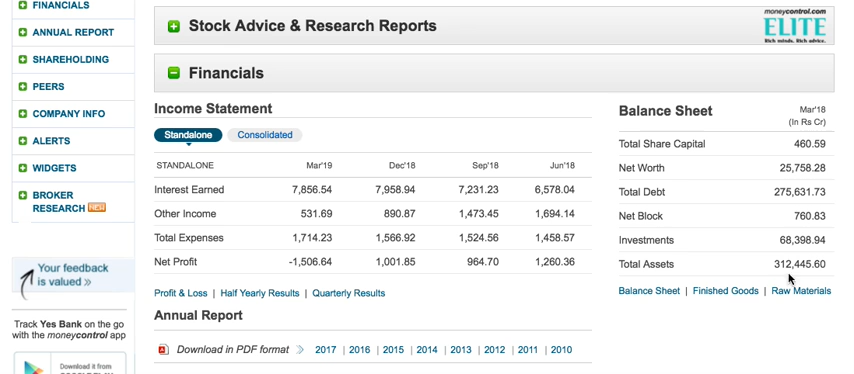 FINANCIALS
ANNUAL REPORT
SHAREHOLDING
PEERS
COMPANY INFO
ALERTS
WIDGETS
BROKER
RESEARCH NEW
Your feedback
is valued »
Track Yes Bank on the go
with the moneycontrol app
Download it from
Stock Advice & Research Reports
moneycontrol.com
ELITE
Rich minds. Rich advice.
Financials
Income Statement
Standalone Consolidated
STANDALONE Mar'19 Dec'18 Sep'18 Jun'18
Interest Earned 7,856.54 7,958.94 7,231.23 6,578.04
Other Income 531.69 890.87 1,473.45 1,694.14
Total Expenses 1,714.23 1,566.92 1,524.56 1,458.57
Net Profit -1,506.64 1,001.85 964.70 1,260.36
Profit & Loss | Half Yearly Results | Quarterly Results
Annual Report
Download in PDF format » 2017 | 2016 | 2015 | 2014 | 2013 | 2012 | 2011 | 2010
Balance Sheet Mar'18
(In Rs Cr)
Total Share Capital 460.59
Net Worth 25,758.28
Total Debt 275,631.73
Net Block 760.83
Investments 68,398.94
Total Assets 312,445.60
Balance Sheet | Finished Goods | Raw Materials